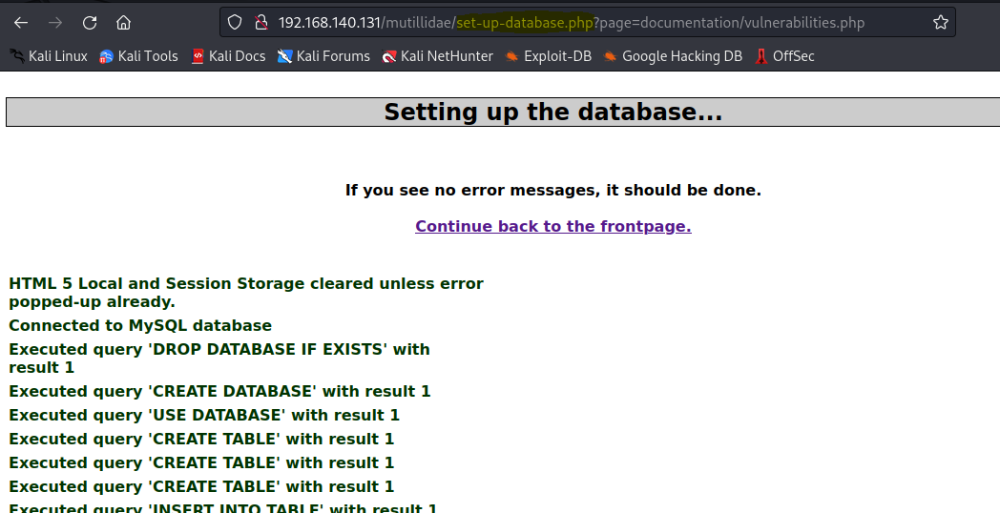 192.168.140.131/mutillidae/set-up-database.php?page=documentation/vulnerabilities.php
Kali Linux Kali Tools Kali Docs Kali Forums Kali NetHunter Exploit-DB Google Hacking DB OffSec
Setting up the database...
If you see no error messages, it should be done.
Continue back to the frontpage.
HTML 5 Local and Session Storage cleared unless error
popped-up already.
Connected to MySQL database
Executed query 'DROP DATABASE IF EXISTS' with
result 1
Executed query 'CREATE DATABASE' with result 1
Executed query 'USE DATABASE' with result 1
Executed query 'CREATE TABLE' with result 1
Executed query 'CREATE TABLE' with result 1
Executed query 'CREATE TABLE' with result 1
Executed query 'INSERT INTO TABLE' with result 1